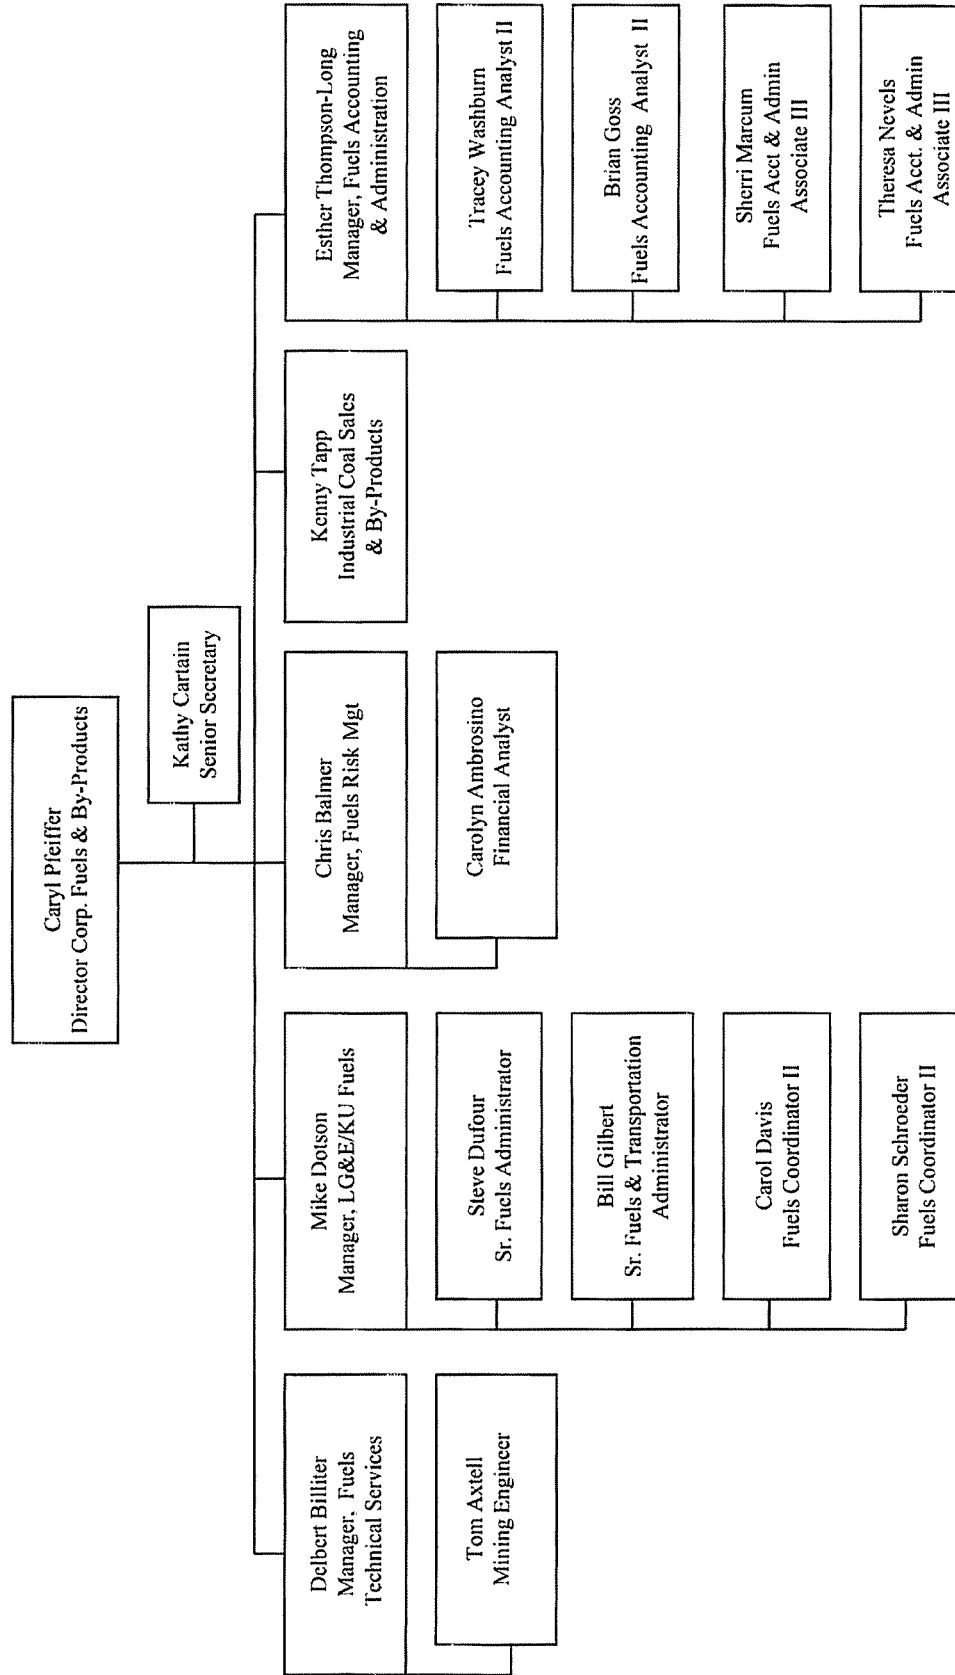 Caryl Pfeiffer
Director Corp. Fuels & By-Products
Kathy Cartain
Senior Secretary
Delbert Billiter
Manager, Fuels
Technical Services
Tom Axtell
Mining Engineer
Mike Dotson
Manager, LG&E/KU Fuels
Steve Dufour
Sr. Fuels Administrator
Bill Gilbert
Sr. Fuels & Transportation
Administrator
Carol Davis
Fuels Coordinator II
Sharon Schroeder
Fuels Coordinator II
Chris Balmer
Manager, Fuels Risk Mgt
Carolyn Ambrosino
Financial Analyst
Kenny Tapp
Industrial Coal Sales
& By-Products
Esther Thompson-Long
Manager, Fuels Accounting
& Administration
Tracey Washburn
Fuels Accounting Analyst II
Brian Goss
Fuels Accounting Analyst II
Sherri Marcum
Fuels Acct & Admin
Associate III
Theresa Nevels
Fuels Acct. & Admin
Associate III